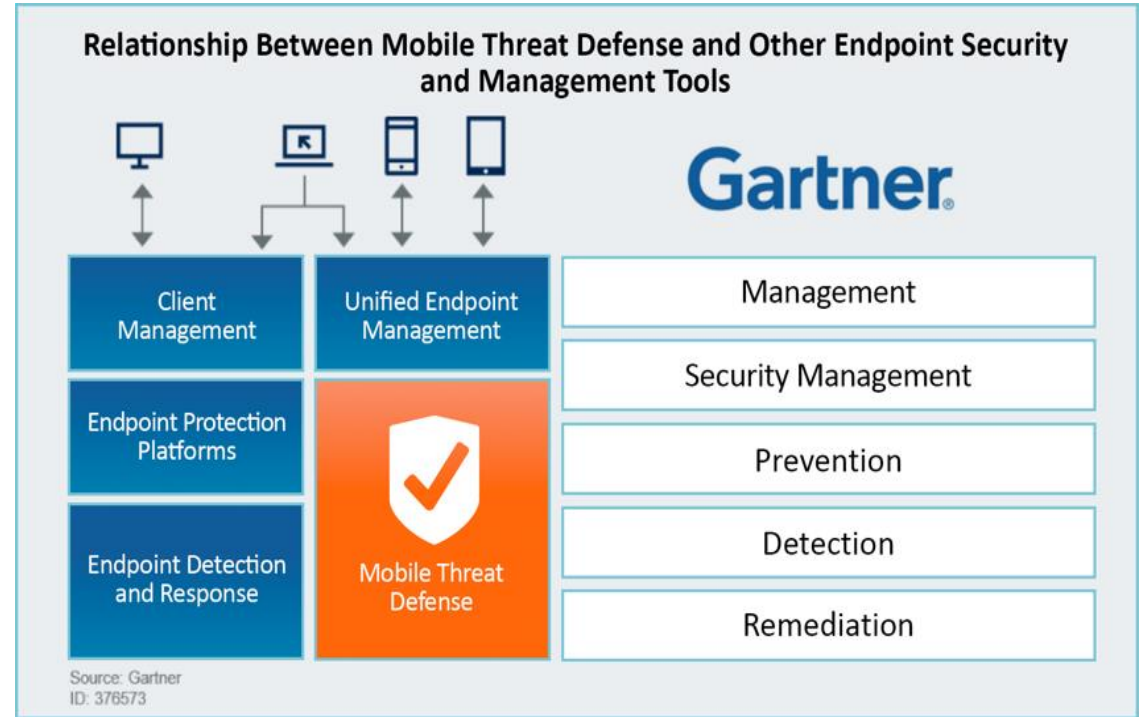 Relationship Between Mobile Threat Defense and Other Endpoint Security
and Management Tools
Gartner®
Client
Management
Unified Endpoint
Management
Management
Security Management
Endpoint Protection
Platforms
Prevention
Endpoint Detection
and Response
Mobile Threat
Defense
Detection
Remediation
Source: Gartner
ID: 376573